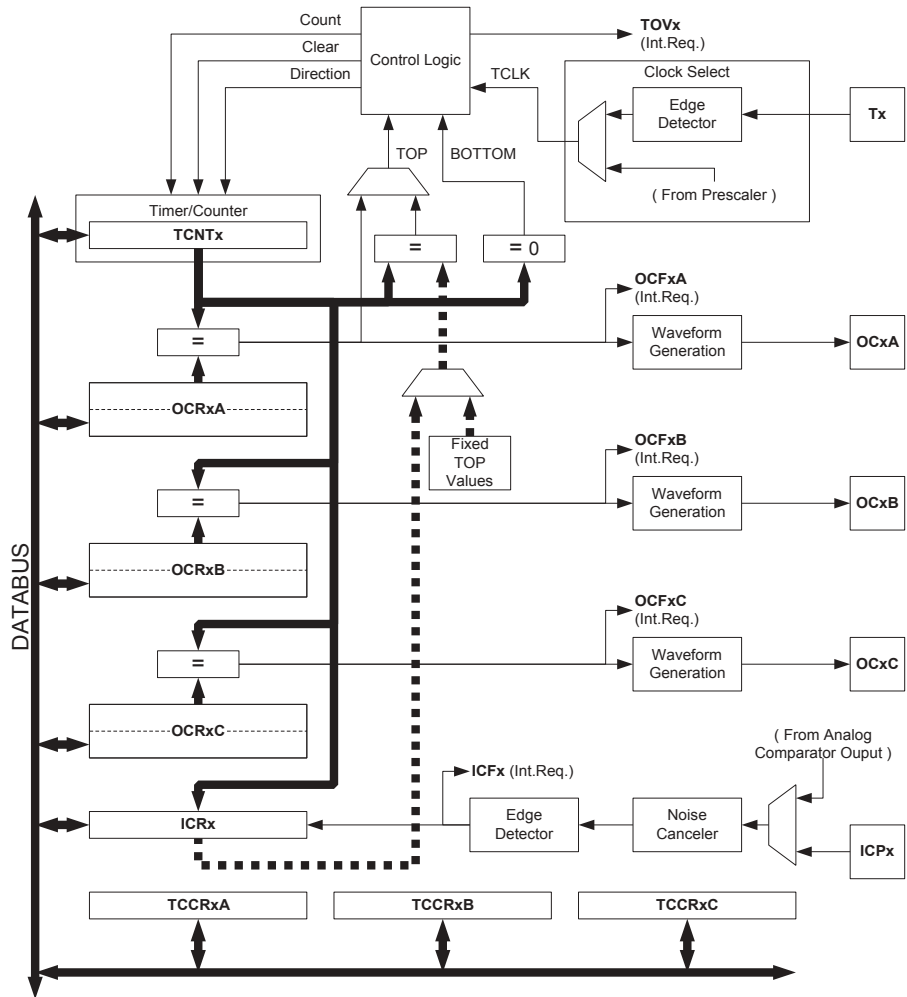 Count
Clear
Direction
Control Logic
TOVx
(Int.Req.)
TCLK
Clock Select
Edge
Detector
Tx
( From Prescaler )
TOP
BOTTOM
Timer/Counter
TCNTx
=
= 0
OCFxA
(Int.Req.)
=
Waveform
Generation
OCxA
OCRxA
Fixed
TOP
Values
OCFxB
(Int.Req.)
=
Waveform
Generation
OCxB
OCRxB
DATABUS
OCFxC
(Int.Req.)
=
Waveform
Generation
OCxC
OCRxC
( From Analog
Comparator Ouput )
ICFx (Int.Req.)
ICRx
Edge
Detector
Noise
Canceler
ICPx
TCCRxA
TCCRxB
TCCRxC